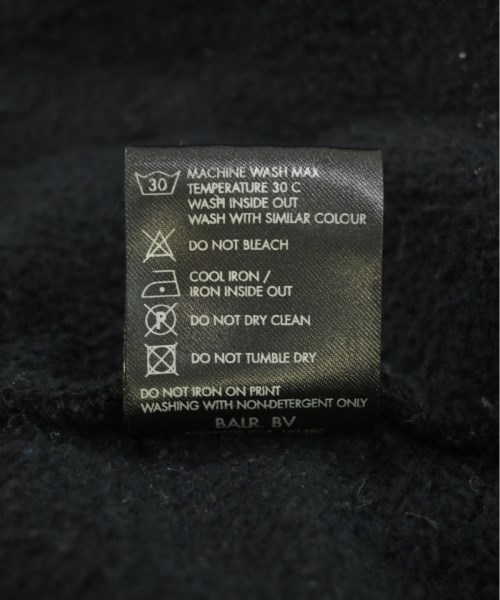 30
MACHINE WASH MAX
TEMPERATURE 30 C
WASH INSIDE OUT
WASH WITH SIMILAR COLOUR
DO NOT BLEACH
COOL IRON /
IRON INSIDE OUT
P
DO NOT DRY CLEAN
DO NOT TUMBLE DRY
DO NOT IRON ON PRINT
WASHING WITH NON-DETERGENT ONLY
BALR. BV